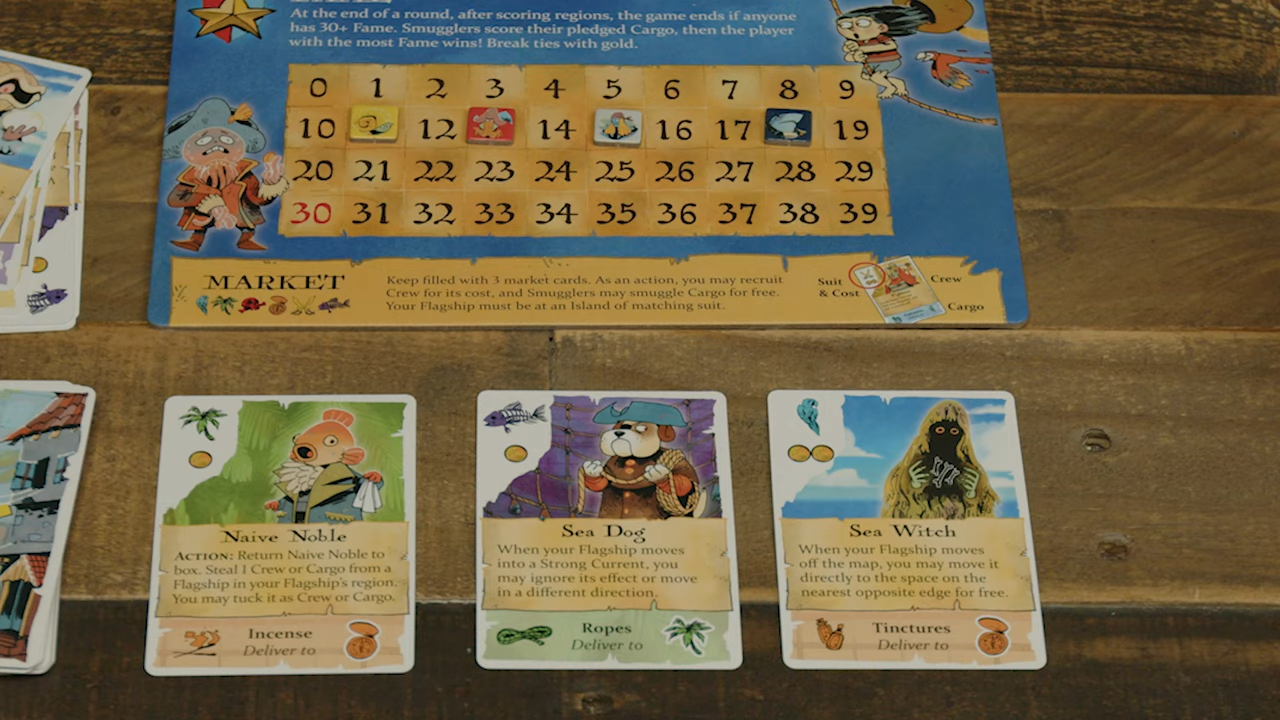 At the end of a round, after scoring regions, the game ends if anyone
has 30+ Fame. Smugglers score their pledged Cargo, then the player
with the most Fame wins! Break ties with gold.
0 1 2 3 4 5 6 7 8 9
10 12 14 16 17 19
20 21 22 23 24 25 26 27 28 29
30 31 32 33 34 35 36 37 38 39
MARKET
Keep filled with 3 market cards. As an action, you may recruit
Crew for its cost, and Smugglers may smuggle Cargo for free.
Your Flagship must be at an Island of matching suit.
Suit
& Cost
Crew
Cargo
Naive Noble
ACTION: Return Naive Noble to
box. Steal 1 Crew or Cargo from a
Flagship in your Flagship's region.
You may tuck it as Crew or Cargo.
Incense
Deliver to
Sea Dog
When your Flagship moves
into a Strong Current, you
may ignore its effect or move
in a different direction.
Ropes
Deliver to
Sea Witch
When your Flagship moves
off the map, you may move it
directly to the space on the
nearest opposite edge for free.
Tinctures
Deliver to